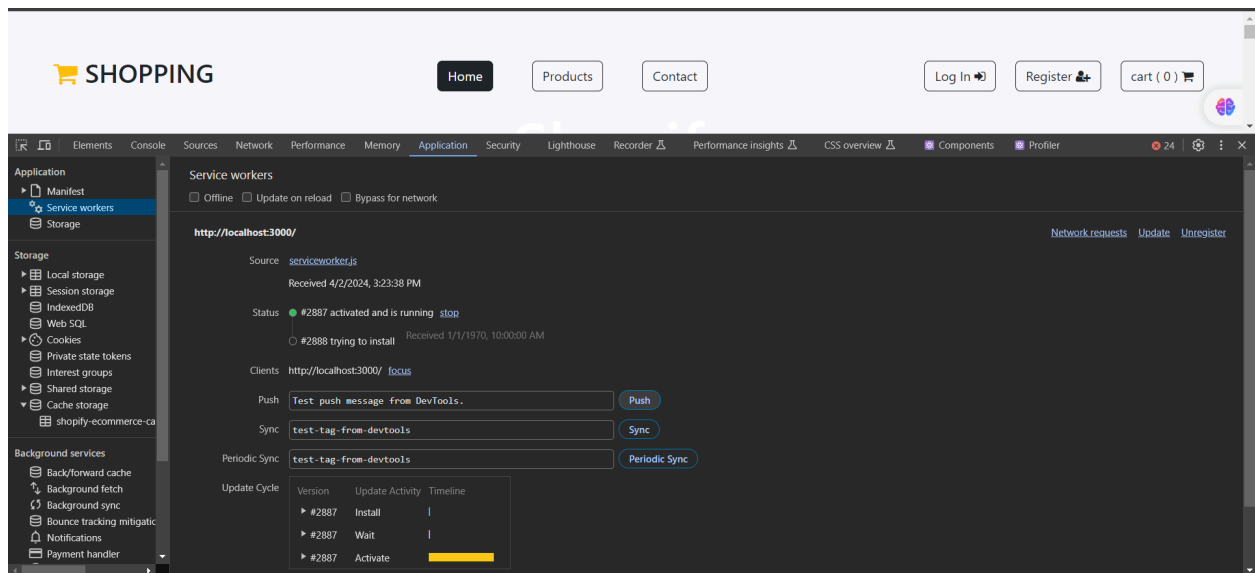 SHOPPING
Home
Products
Contact
Log In
Register
cart ( 0 )
Elements
Console
Sources
Network
Performance
Memory
Application
Security
Lighthouse
Recorder
Performance insights
CSS overview
Components
Profiler
24
Application
Manifest
Service workers
Storage
Storage
Local storage
Session storage
IndexedDB
Web SQL
Cookies
Private state tokens
Interest groups
Shared storage
Cache storage
shopify-ecommerce-ca
Background services
Back/forward cache
Background fetch
Background sync
Bounce tracking mitigatic
Notifications
Payment handler
Service workers
Offline Update on reload Bypass for network
http://localhost:3000/
Network requests Update Unregister
Source serviceworker.js
Received 4/2/2024, 3:23:38 PM
Status #2887 activated and is running stop
#2888 trying to install Received 1/1/1970, 10:00:00 AM
Clients http://localhost:3000/ focus
Push Test push message from DevTools. Push
Sync test-tag-from-devtools Sync
Periodic Sync test-tag-from-devtools Periodic Sync
Update Cycle Version Update Activity Timeline
#2887 Install
#2887 Wait
#2887 Activate